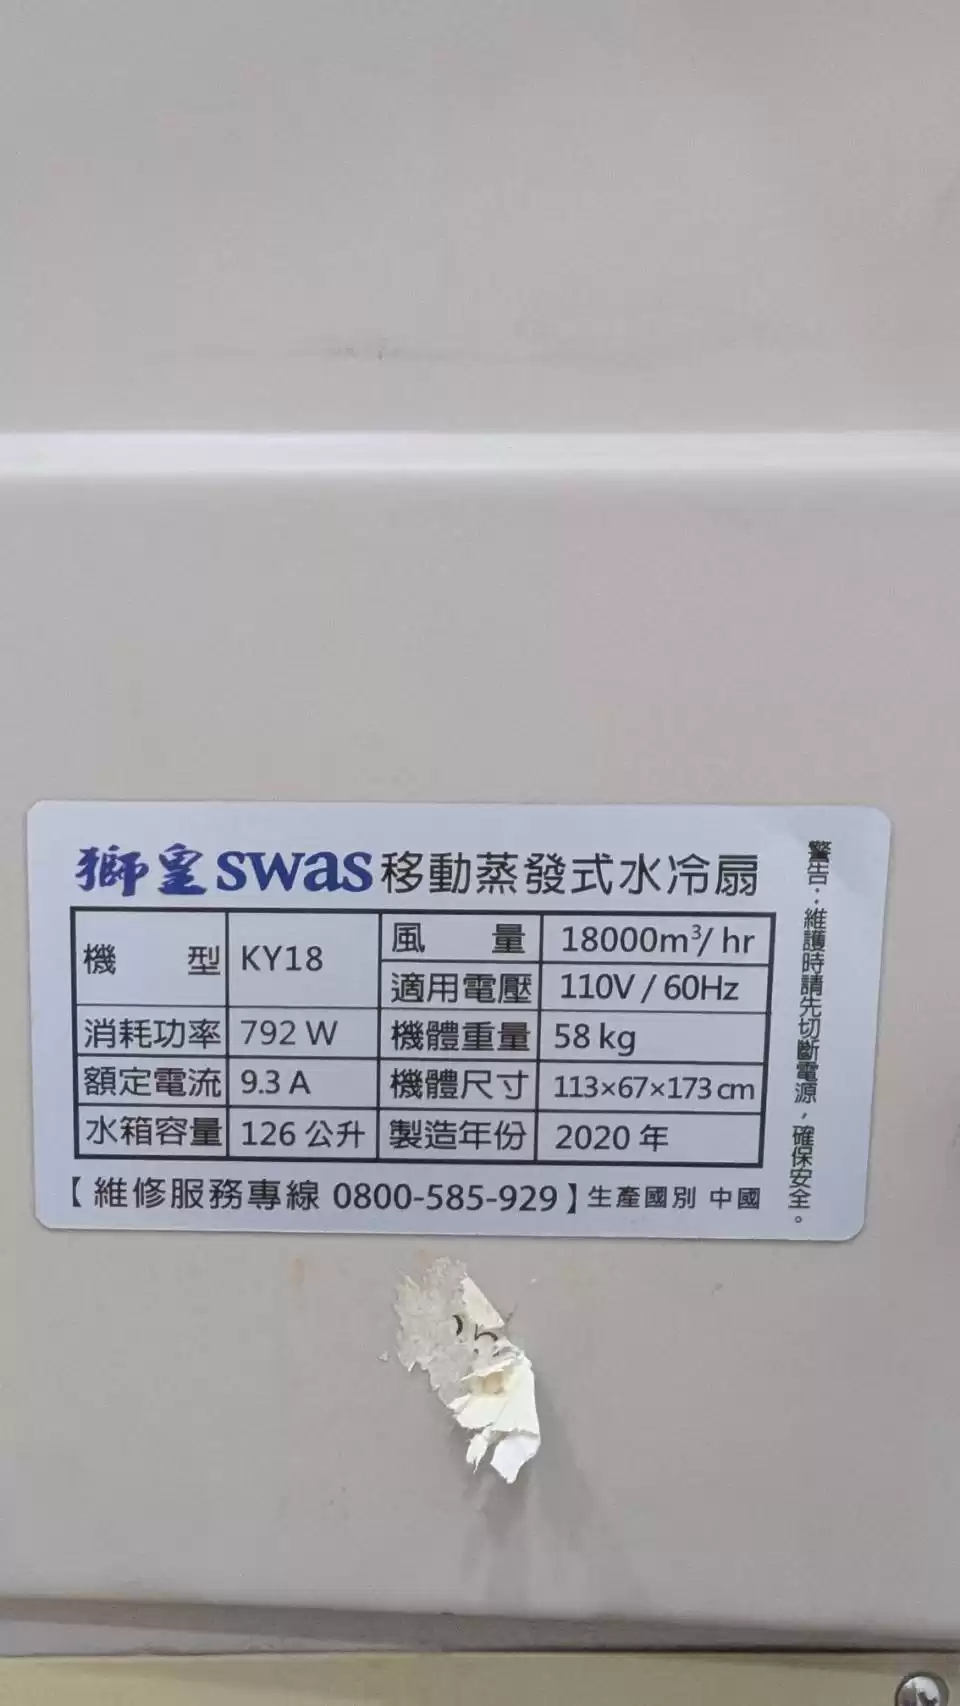 獅皇 swas 移動蒸發式水冷扇
機 型 KY18 風 量 18000m³/ hr
適用電壓 110V / 60Hz
消耗功率 792 W 機體重量 58 kg
額定電流 9.3 A 機體尺寸 113×67×173 cm
水箱容量 126 公升 製造年份 2020 年
【 維修服務專線 0800-585-929 】 生產國別 中國
警告：維護時請先切斷電源，確保安全。